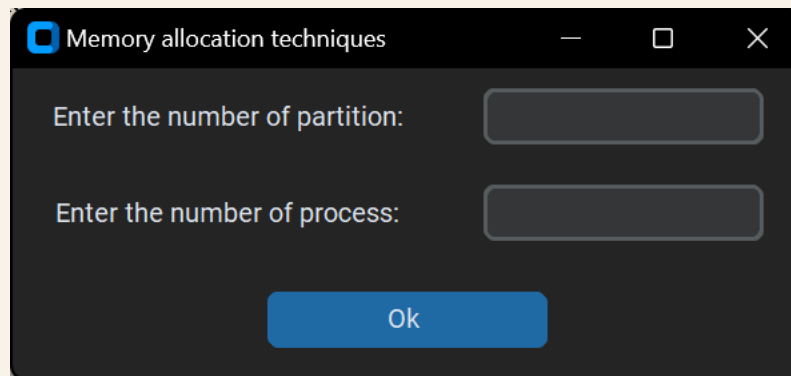 Memory allocation techniques
Enter the number of partition:
Enter the number of process:
Ok